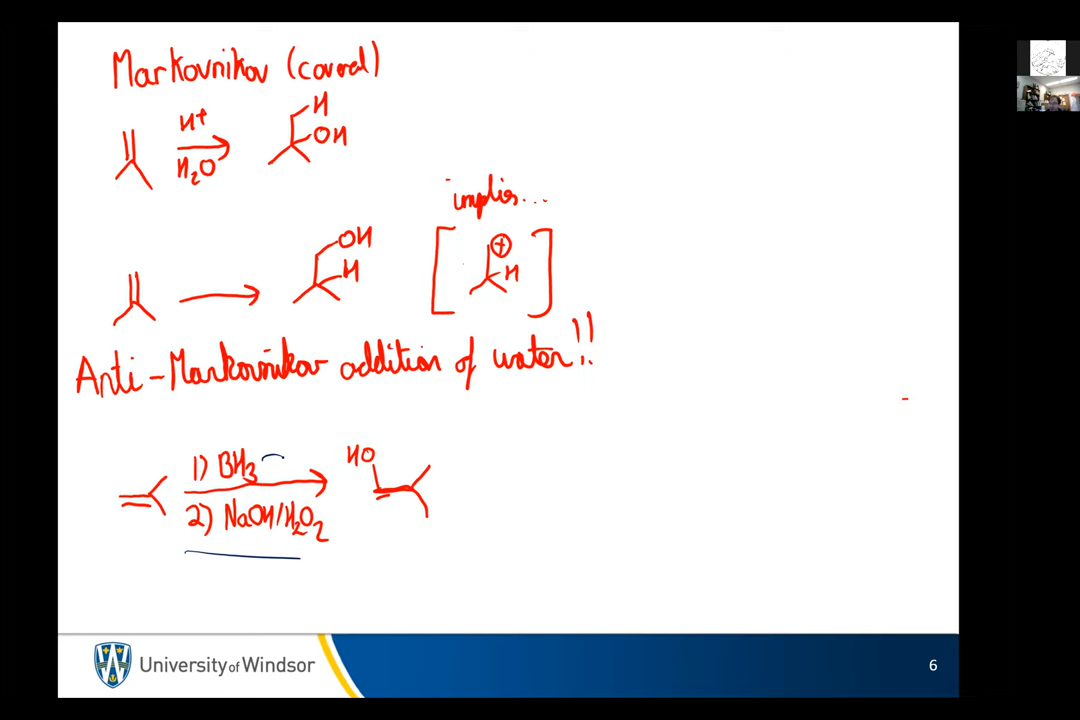 Markovnikov (covered)
H+
H2O
H
OH
implies...
OH
H
+
H
Anti-Markovnikov addition of water!!
1) BH3
2) NaOH/H2O2
HO
University of Windsor
6